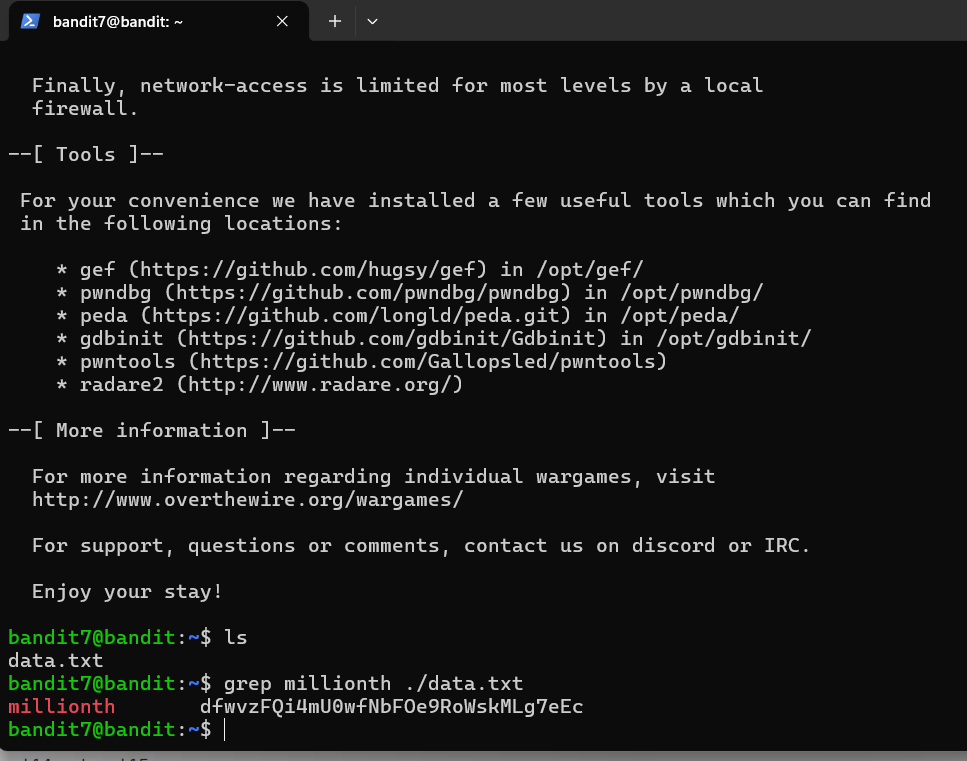 bandit7@bandit: ~
Finally, network-access is limited for most levels by a local
firewall.
--[ Tools ]--
For your convenience we have installed a few useful tools which you can find
in the following locations:
* gef (https://github.com/hugsy/gef) in /opt/gef/
* pwndbg (https://github.com/pwndbg/pwndbg) in /opt/pwndbg/
* peda (https://github.com/longld/peda.git) in /opt/peda/
* gdbinit (https://github.com/gdbinit/Gdbinit) in /opt/gdbinit/
* pwntools (https://github.com/Gallopsled/pwntools)
* radare2 (http://www.radare.org/)
--[ More information ]--
For more information regarding individual wargames, visit
http://www.overthewire.org/wargames/
For support, questions or comments, contact us on discord or IRC.
Enjoy your stay!
bandit7@bandit:~$ ls
data.txt
bandit7@bandit:~$ grep millionth ./data.txt
millionth dfwvzFQi4mU0wfNbFOe9RoWskMLg7eEc
bandit7@bandit:~$